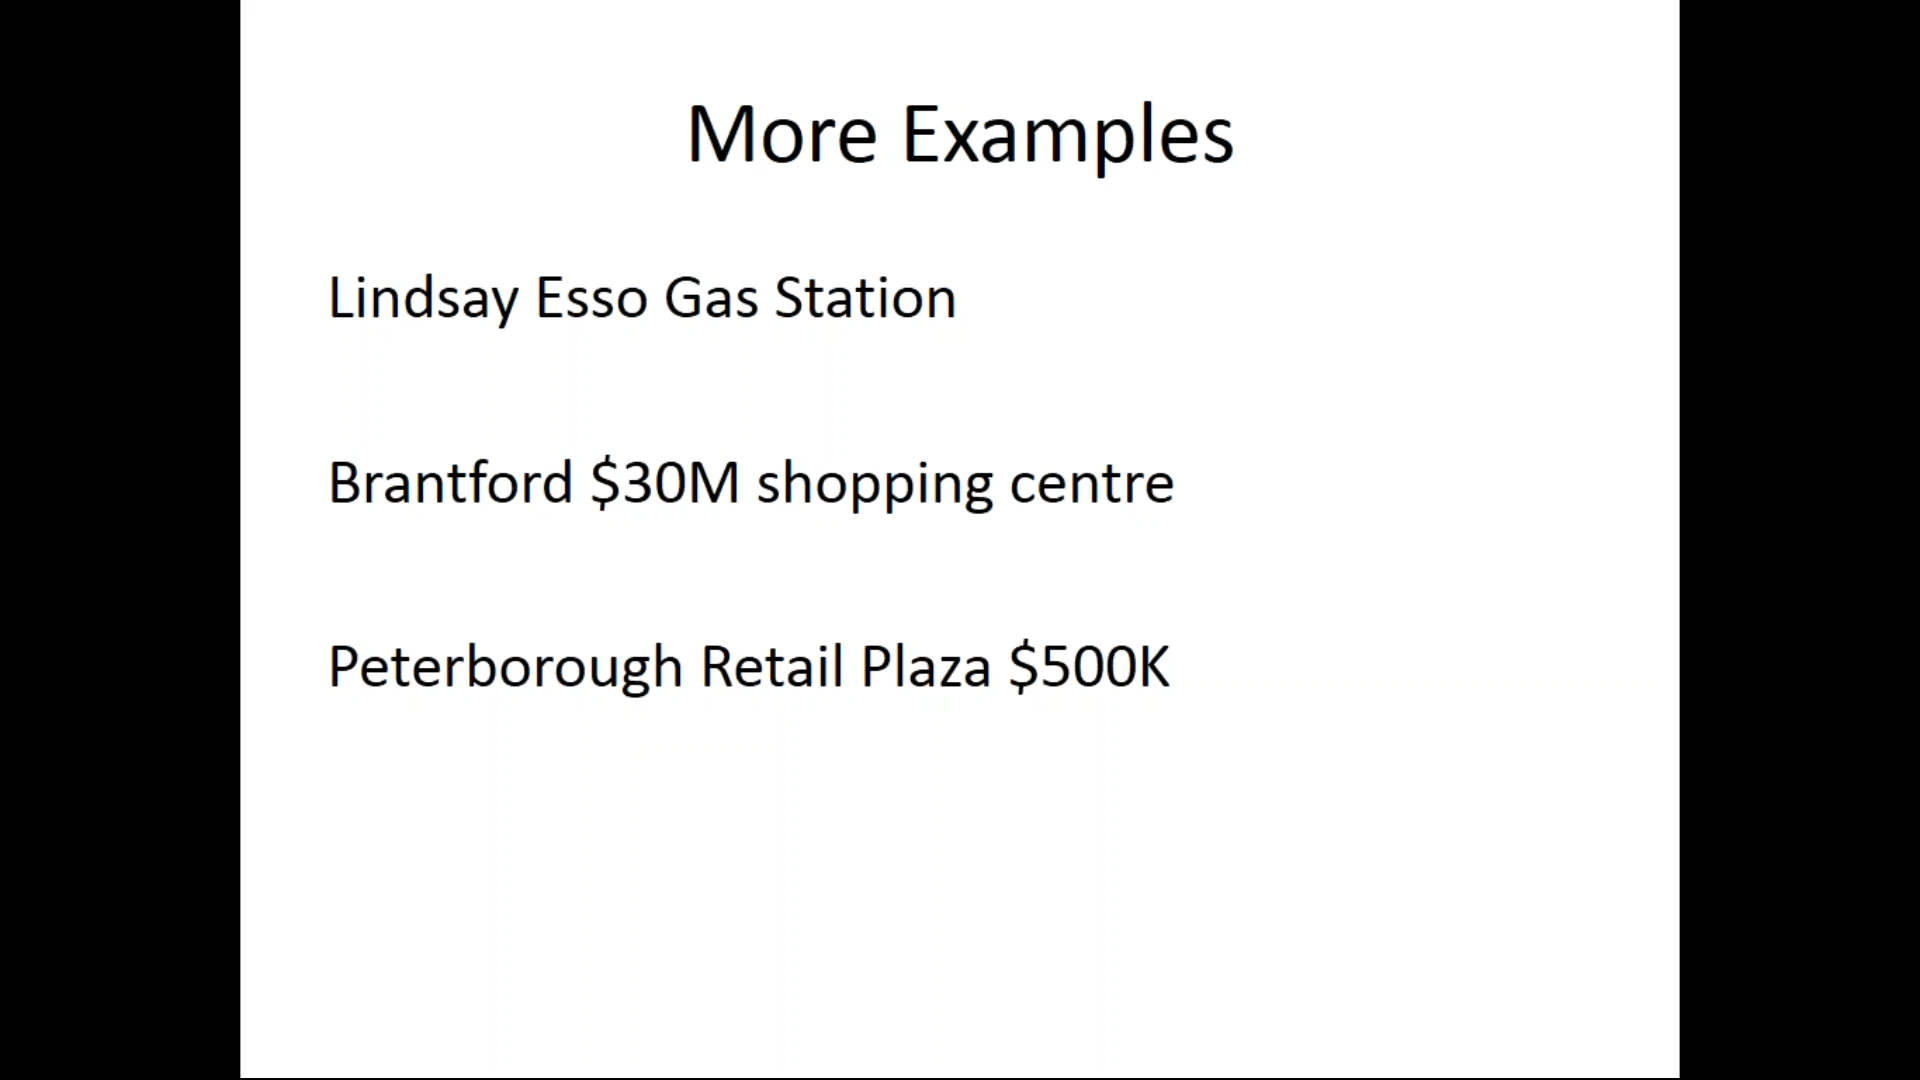 More Examples
Lindsay Esso Gas Station
Brantford $30M shopping centre
Peterborough Retail Plaza $500K